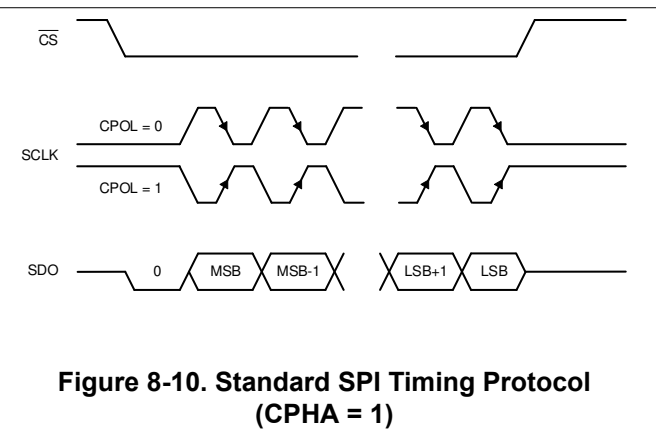 C̅S̅
CPOL = 0
SCLK
CPOL = 1
SDO 0 MSB MSB-1 LSB+1 LSB
Figure 8-10. Standard SPI Timing Protocol
(CPHA = 1)